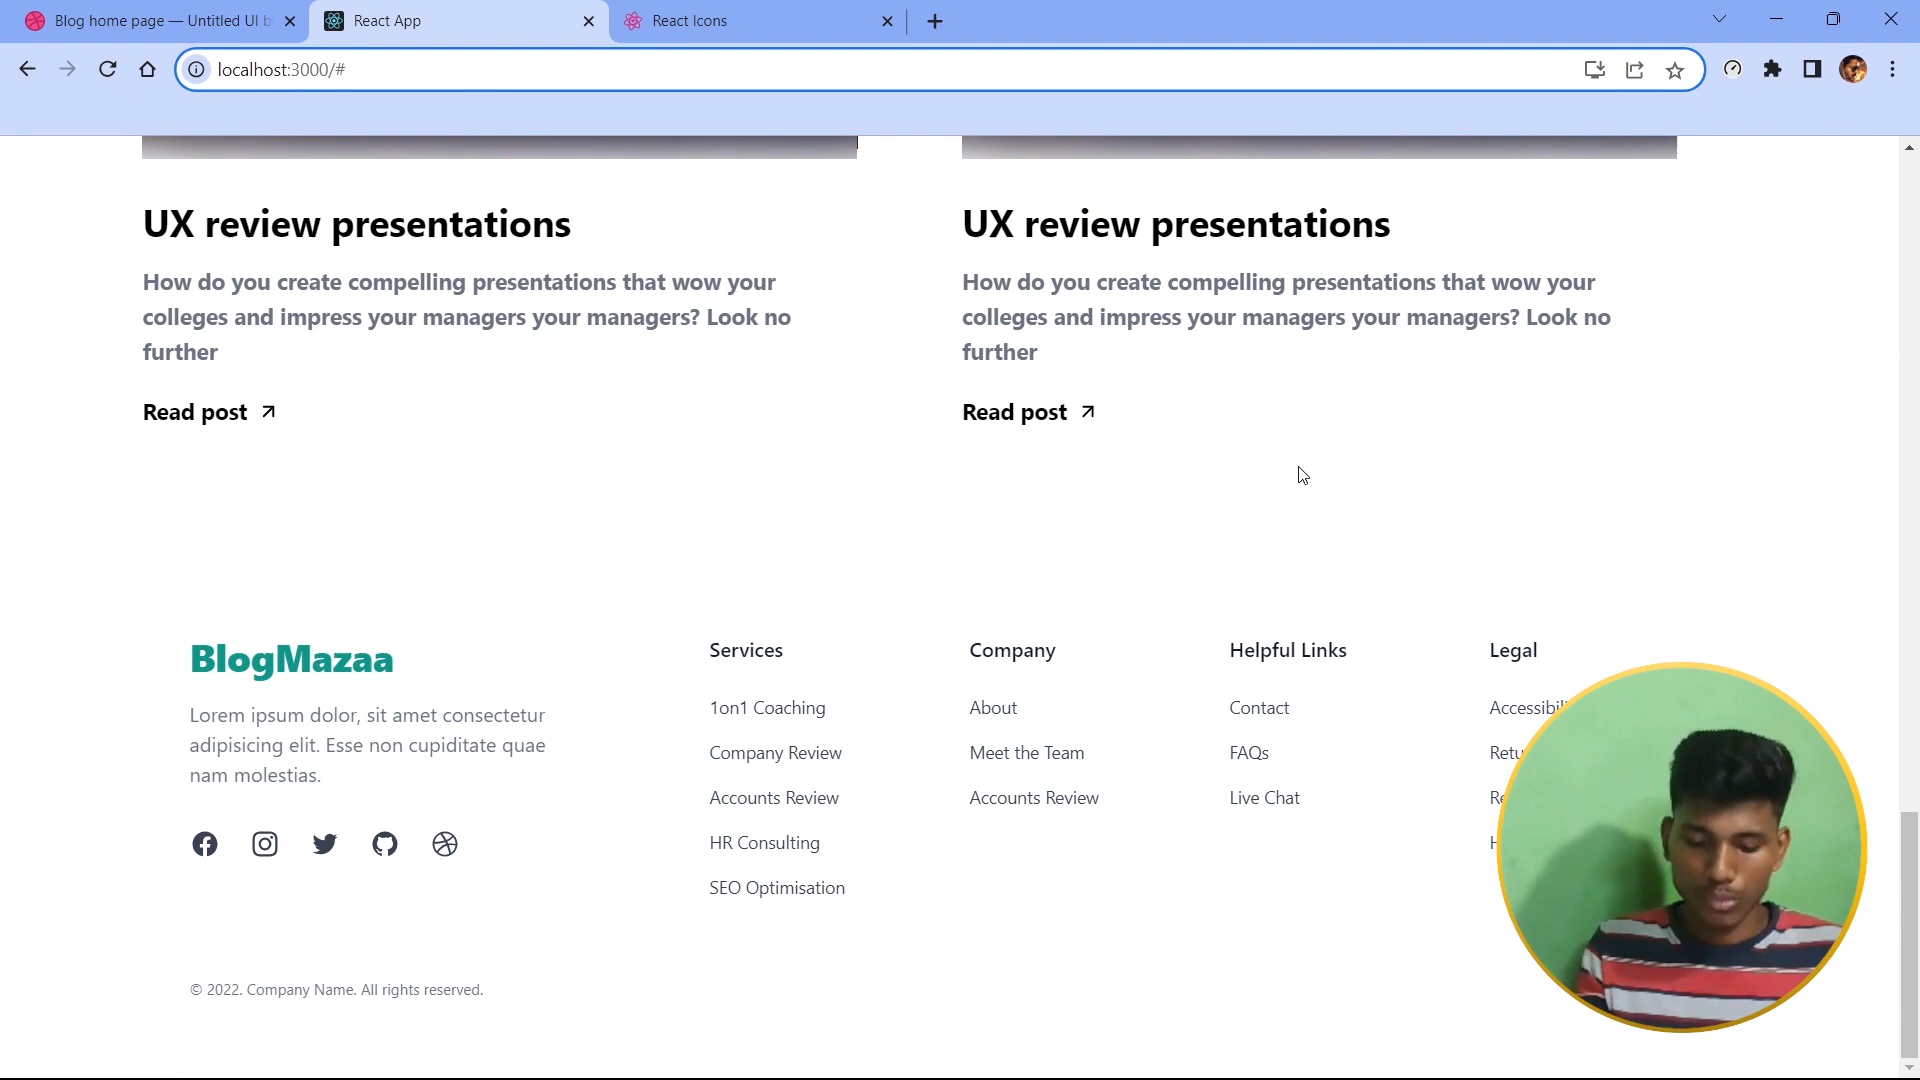 Blog home page — Untitled UI b
React App
React Icons
localhost:3000/#
UX review presentations
How do you create compelling presentations that wow your
colleges and impress your managers your managers? Look no
further
Read post
UX review presentations
How do you create compelling presentations that wow your
colleges and impress your managers your managers? Look no
further
Read post
BlogMazaa
Lorem ipsum dolor, sit amet consectetur
adipisicing elit. Esse non cupiditate quae
nam molestias.
Services
1on1 Coaching
Company Review
Accounts Review
HR Consulting
SEO Optimisation
Company
About
Meet the Team
Accounts Review
Helpful Links
Contact
FAQs
Live Chat
Legal
© 2022. Company Name. All rights reserved.